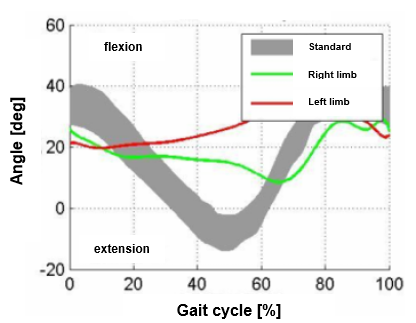 60
flexion
Standard
40
Right limb
Left limb
Angle [deg]
20
0
extension
-20
0 20 40 60 80 100
Gait cycle [%]